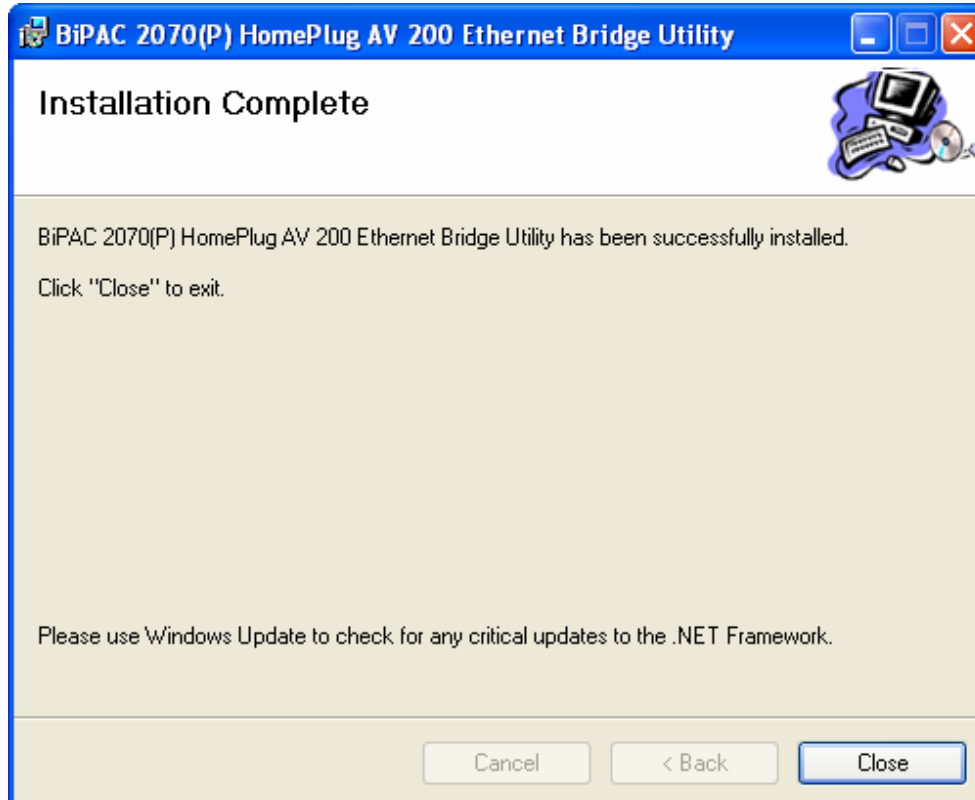 BiPAC 2070(P) HomePlug AV 200 Ethernet Bridge Utility
Installation Complete
BiPAC 2070(P) HomePlug AV 200 Ethernet Bridge Utility has been successfully installed.
Click "Close" to exit.
Please use Windows Update to check for any critical updates to the .NET Framework.
Cancel
< Back
Close